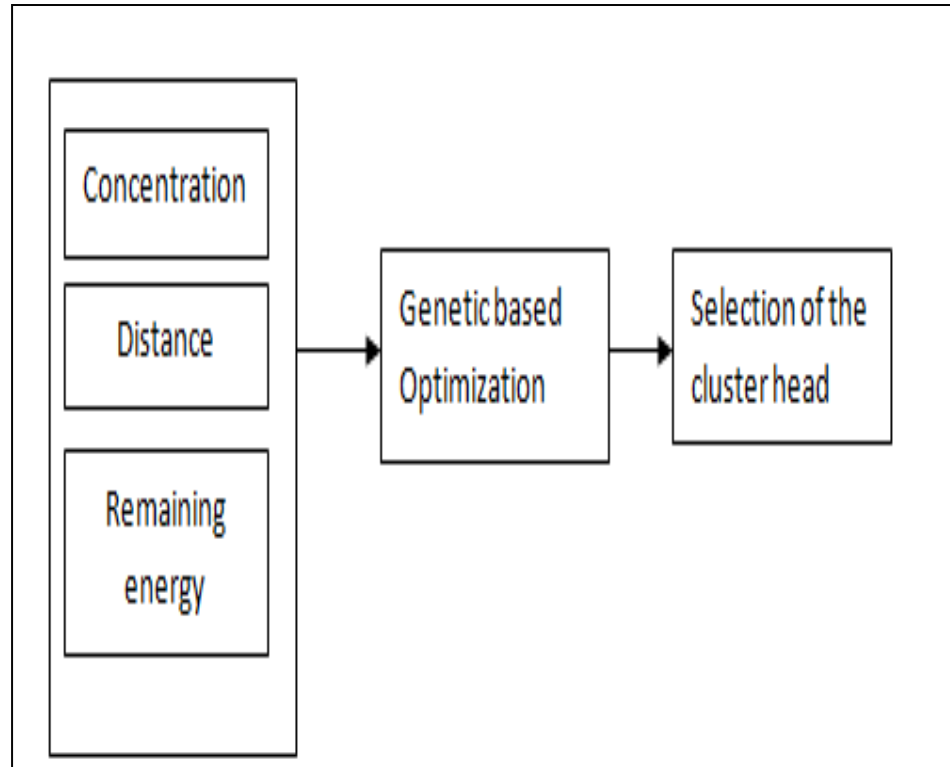 Concentration
Distance
Remaining
energy
Genetic based
Optimization
Selection of the
cluster head